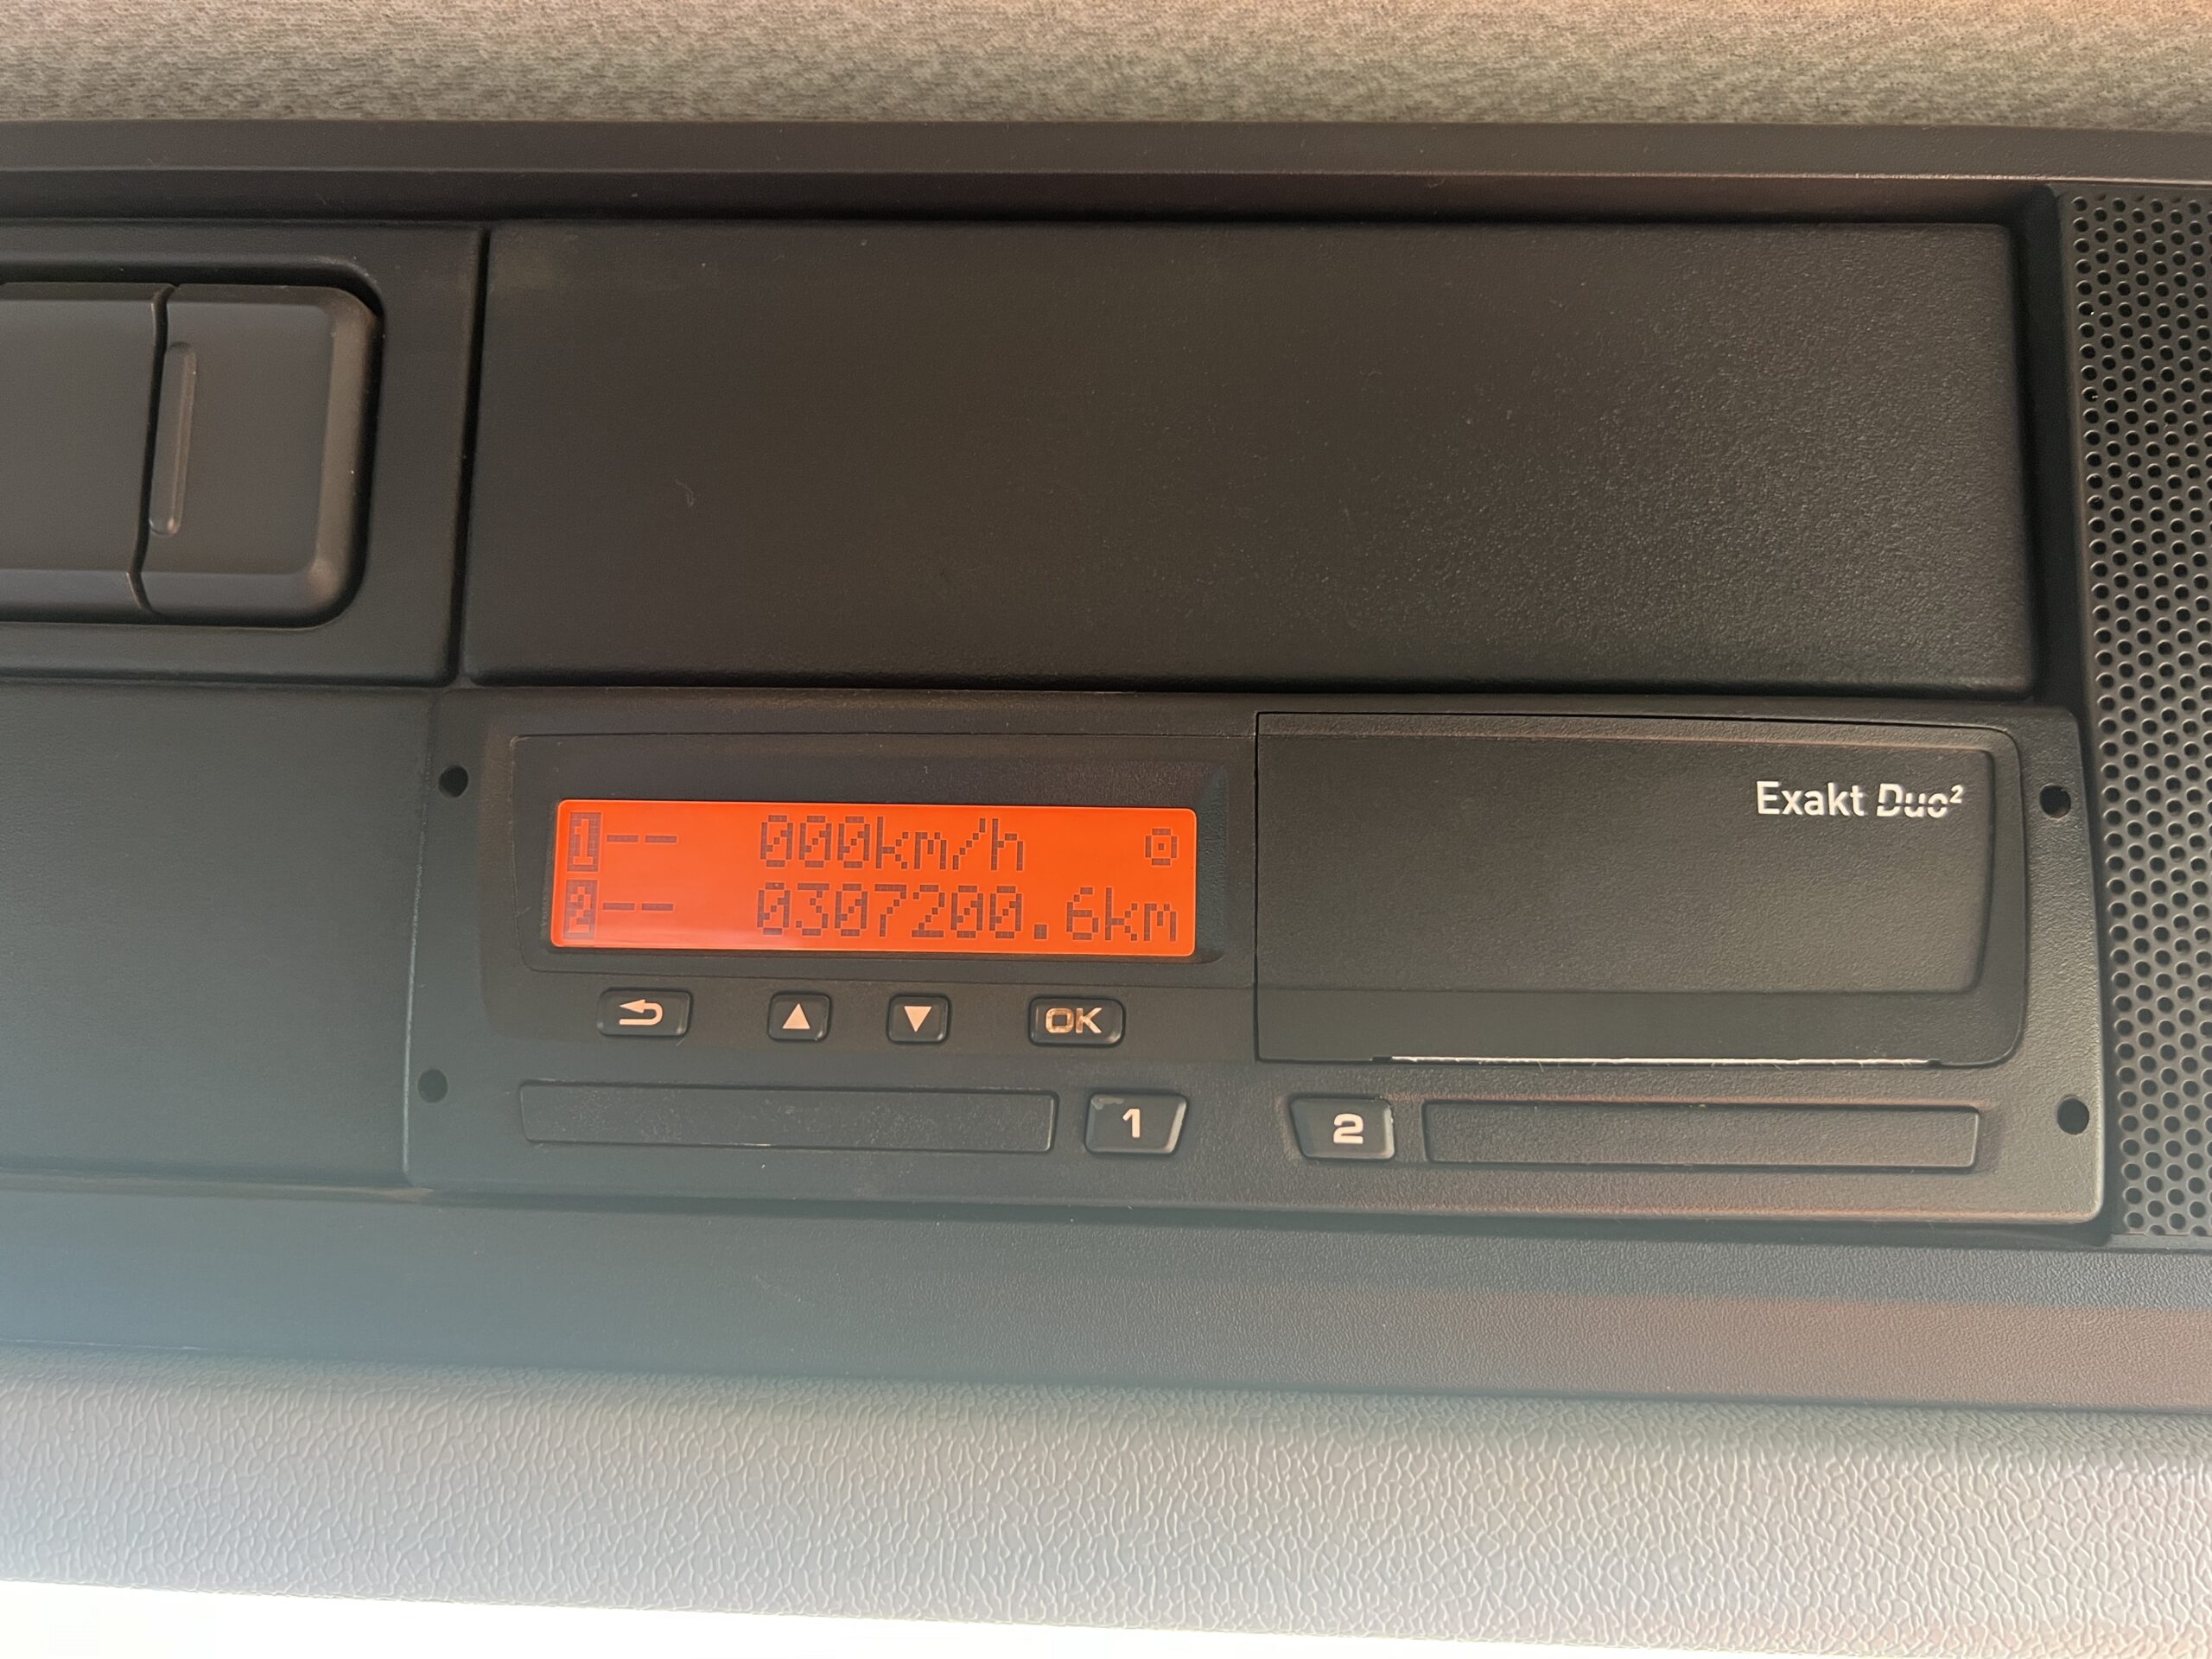 Exakt Duo²
1-- 000km/h
2-- 0307200.6km
OK
1
2